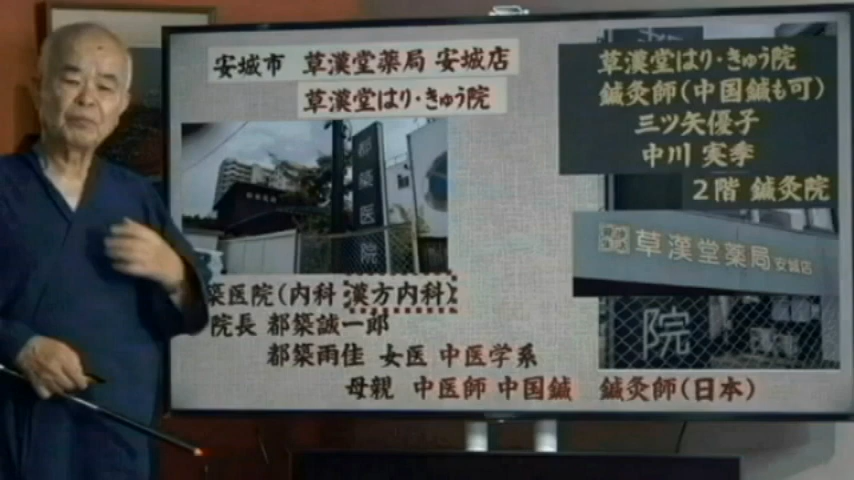 安城市 草漢堂薬局 安城店
草漢堂はり・きゅう院
都築医院
築医院(内科 漢方内科)
院長 都築誠一郎
都築雨佳 女医 中医学系
母親 中医師 中国鍼 鍼灸師(日本)
草漢堂はり・きゅう院
鍼灸師(中国鍼も可)
三ツ矢優子
中川 実季
2階 鍼灸院
草漢堂薬局安城店
院